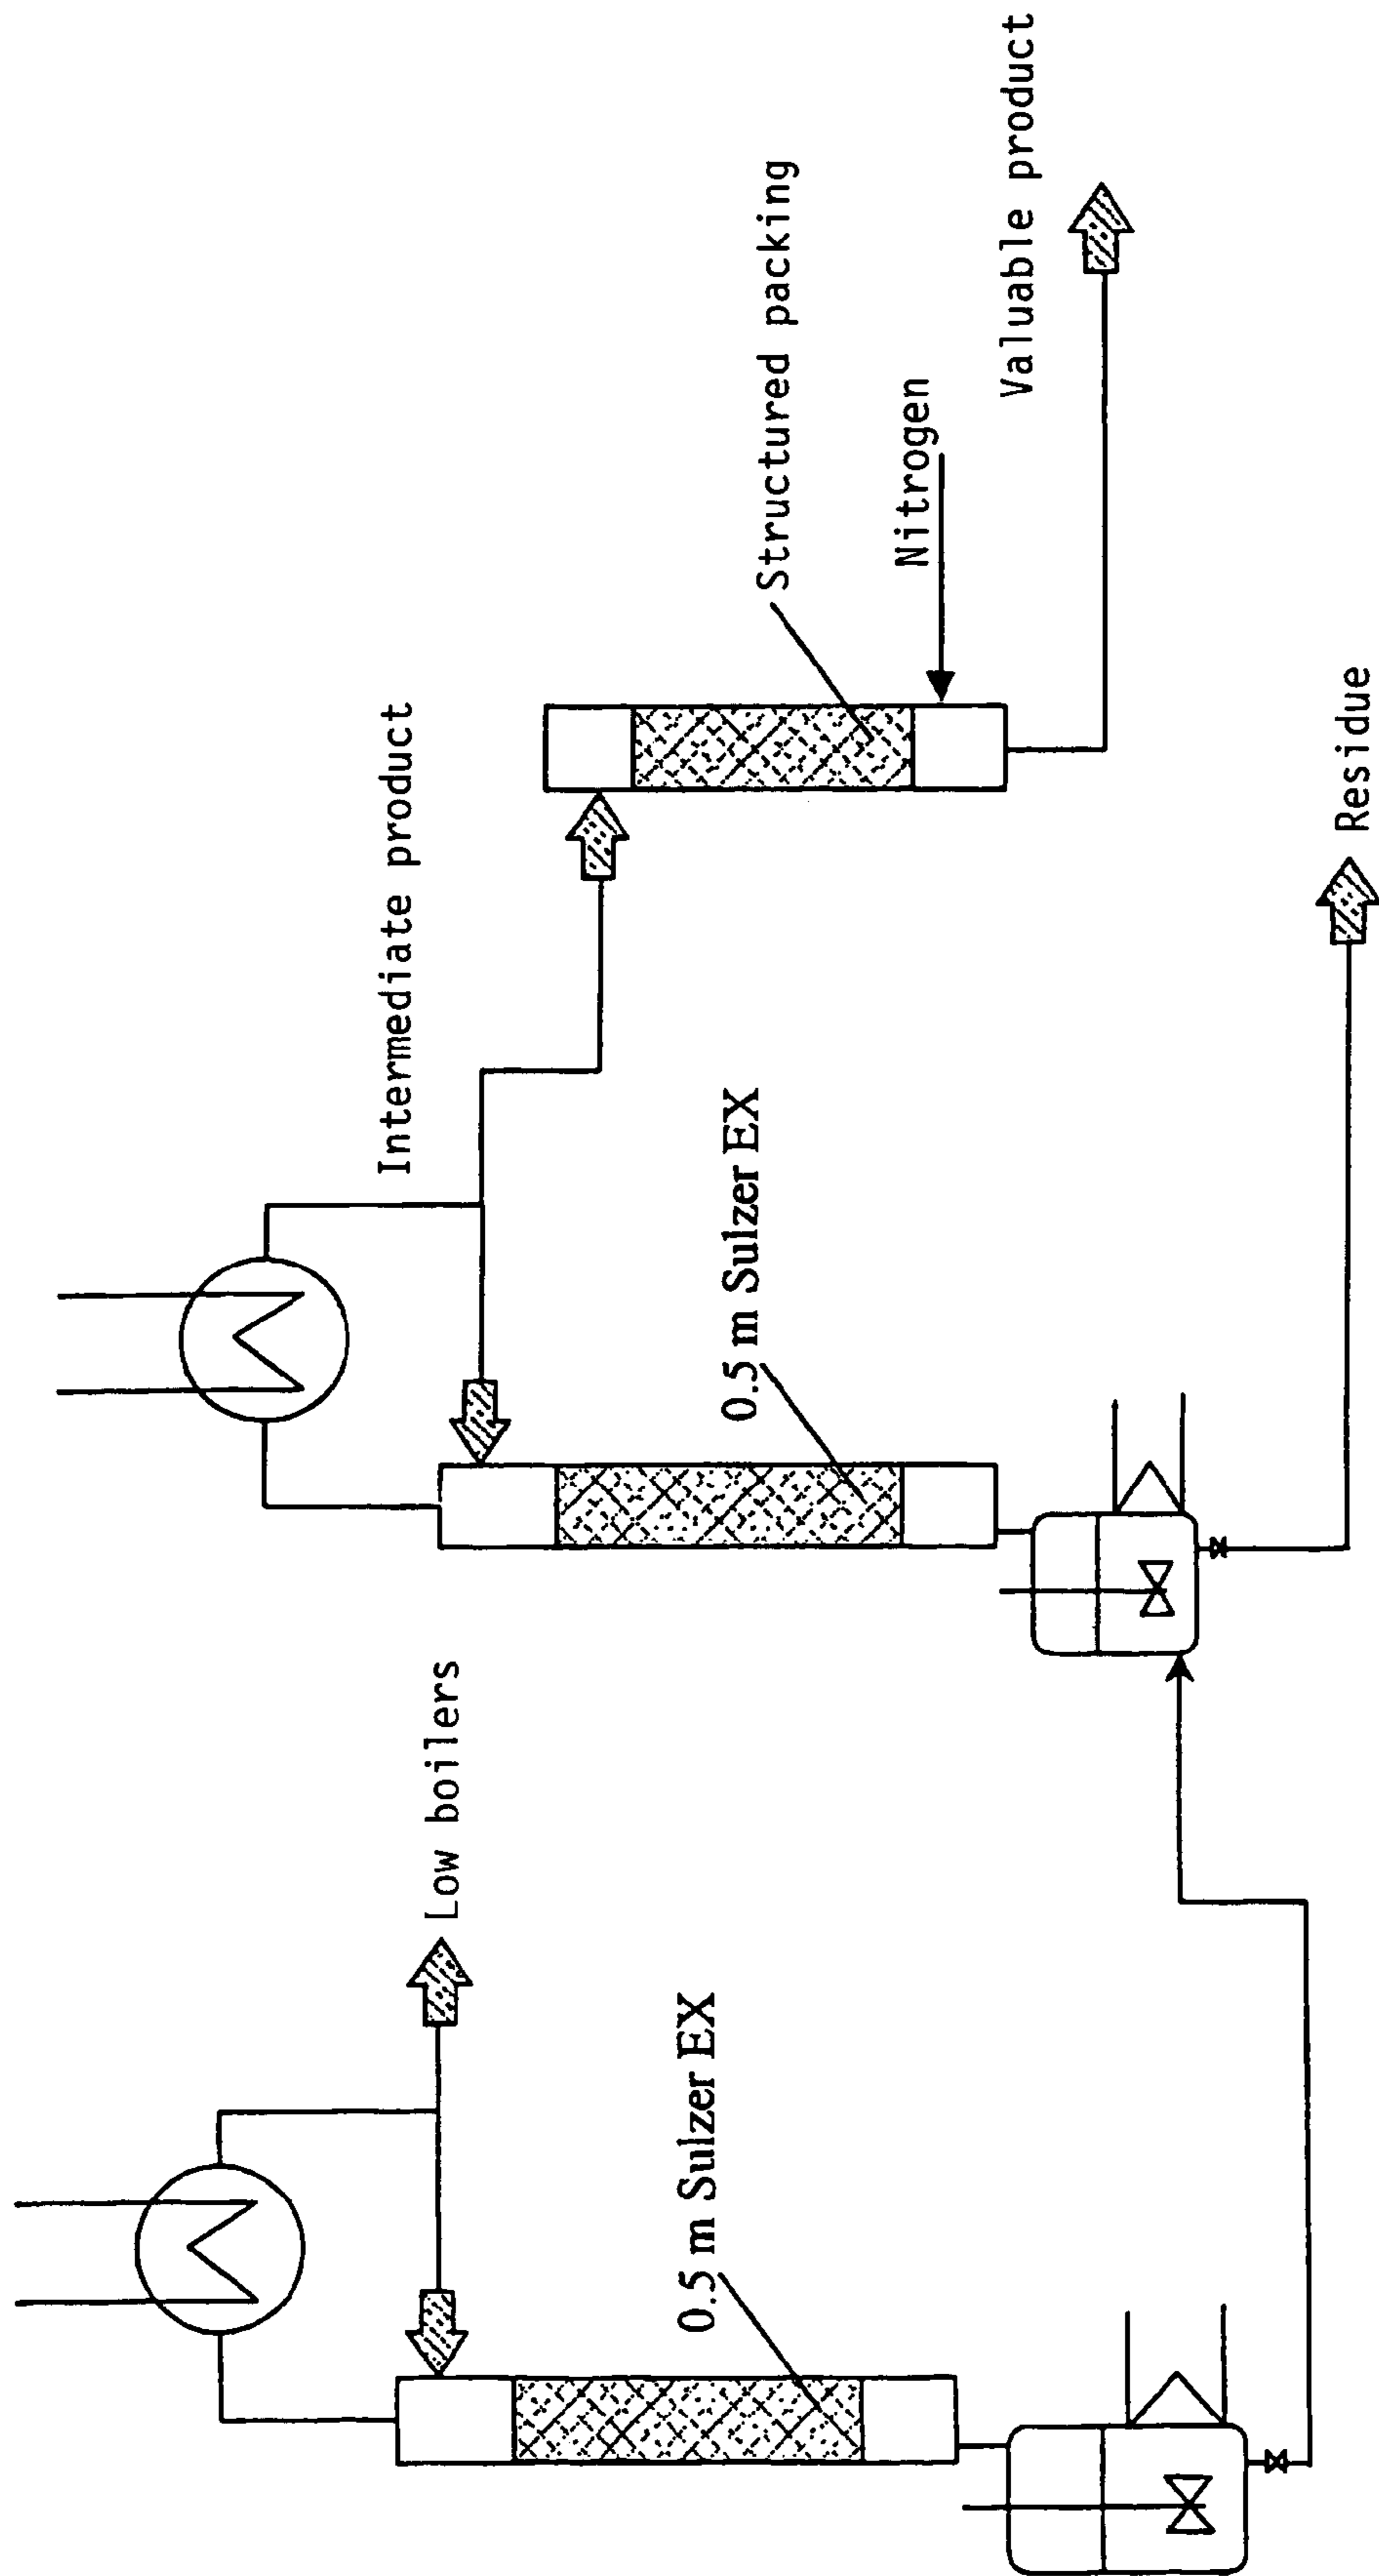 Low boilers
0.5 m Sulzer EX
Intermediate product
0.5 m Sulzer EX
Structured packing
Nitrogen
Valuable product
Residue